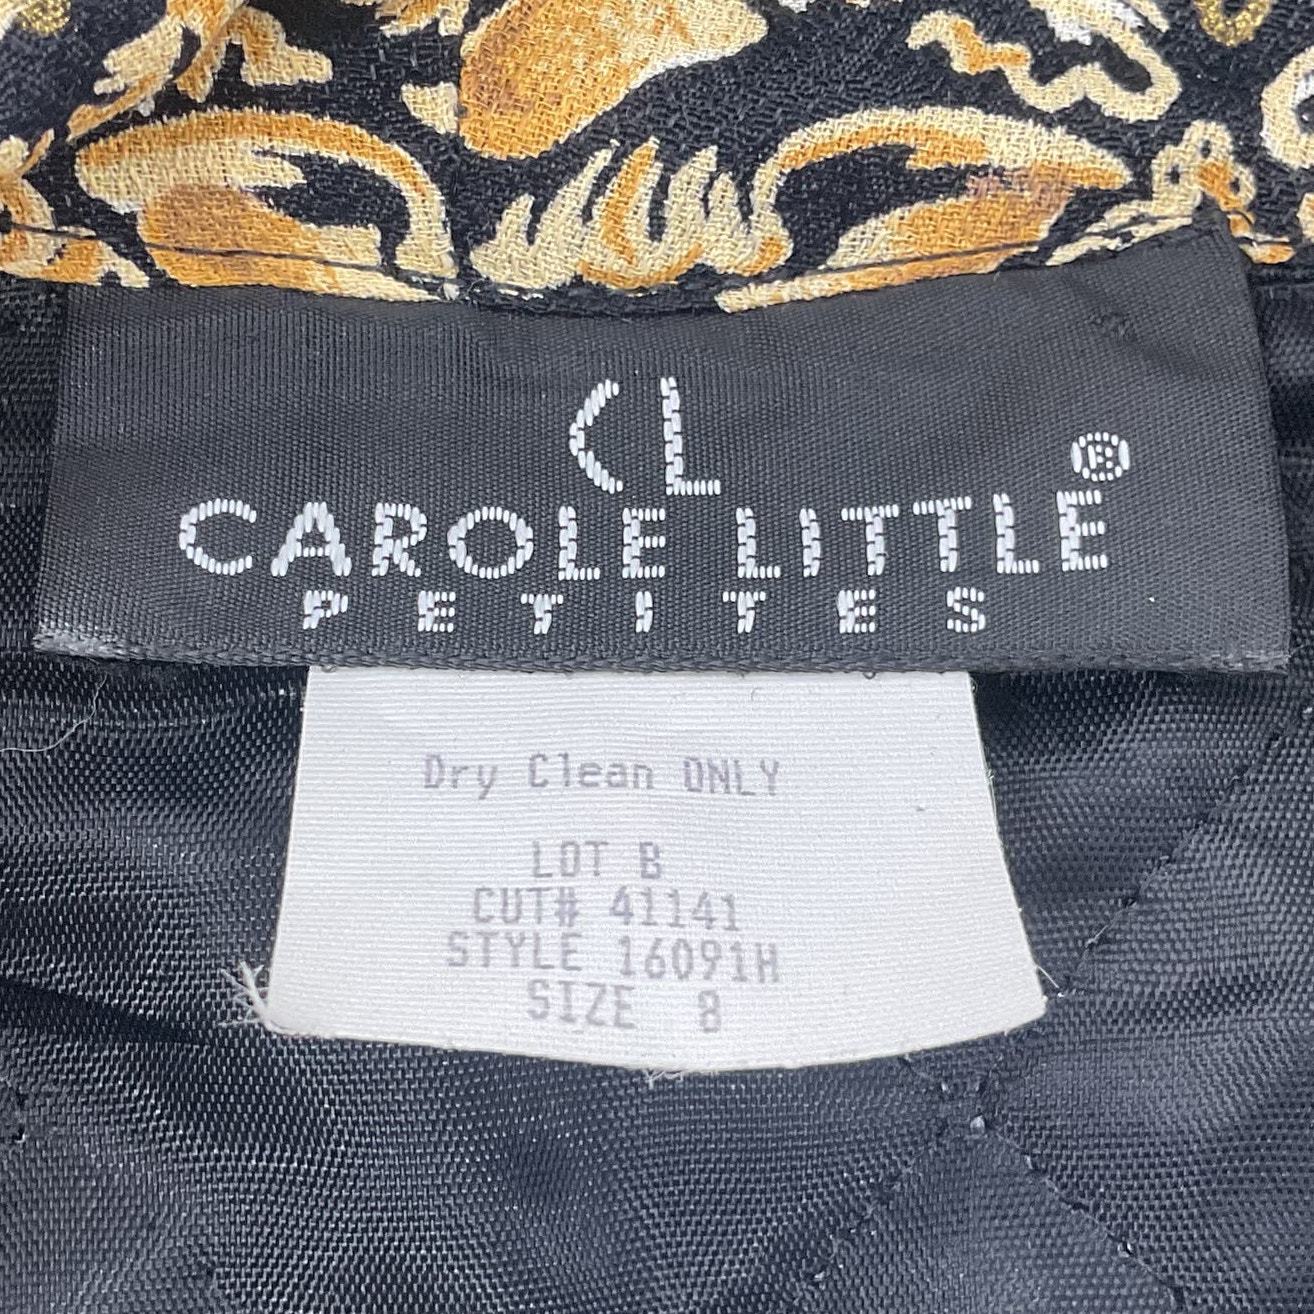 CL
CAROLE LITTLE®
PETITES
Dry Clean ONLY
LOT B
CUT# 41141
STYLE 16091H
SIZE 8